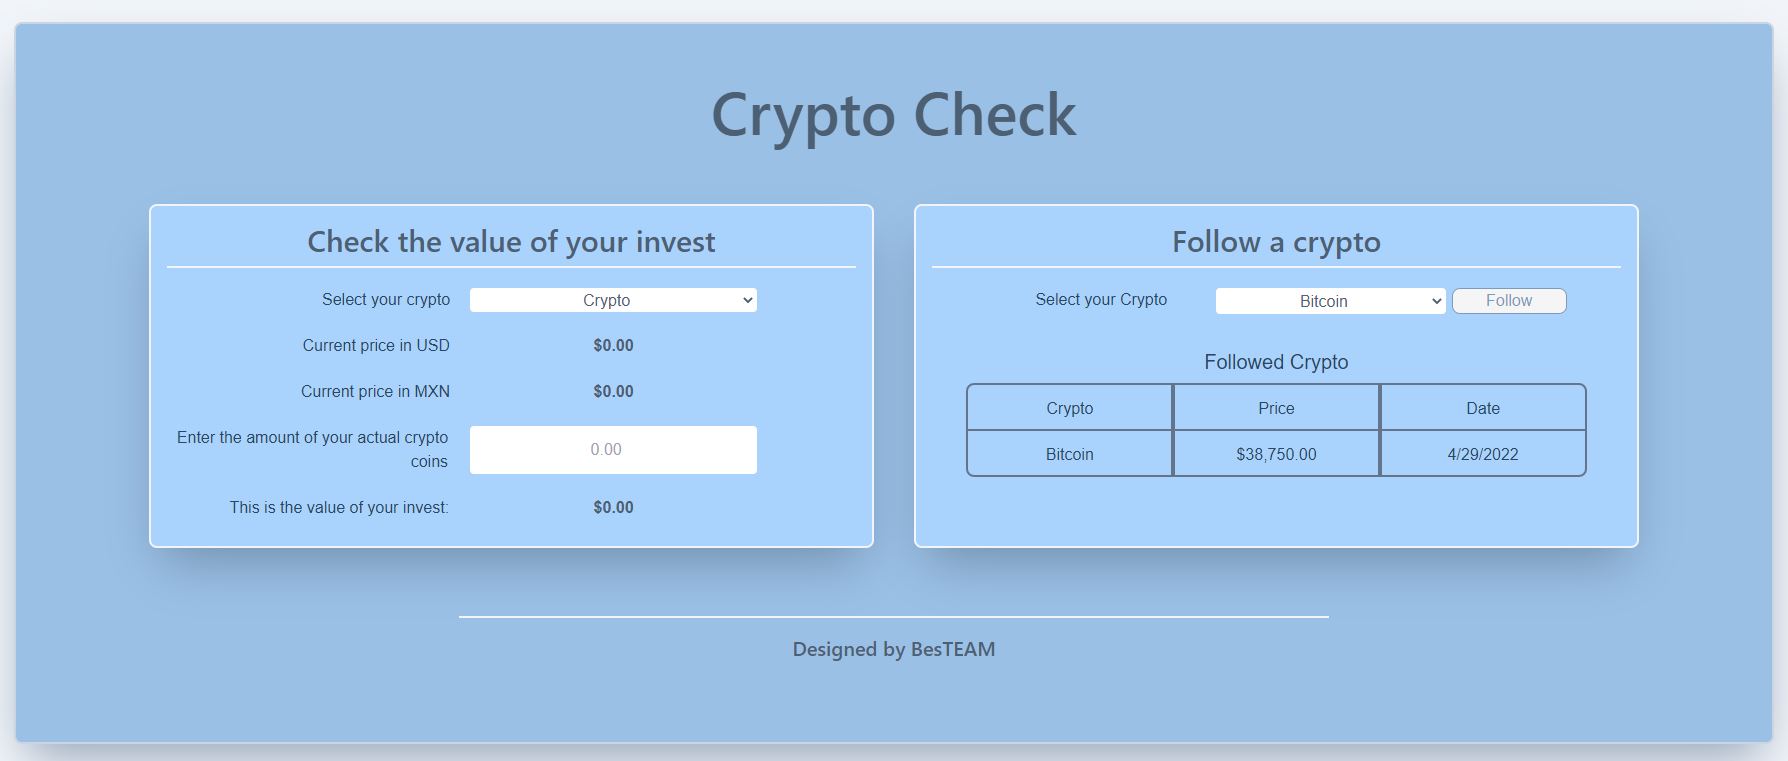 Crypto Check
Check the value of your invest
Select your crypto Crypto
Current price in USD $0.00
Current price in MXN $0.00
Enter the amount of your actual crypto
coins 0.00
This is the value of your invest: $0.00
Follow a crypto
Select your Crypto Bitcoin Follow
Followed Crypto
Crypto Price Date
Bitcoin $38,750.00 4/29/2022
Designed by BesTEAM